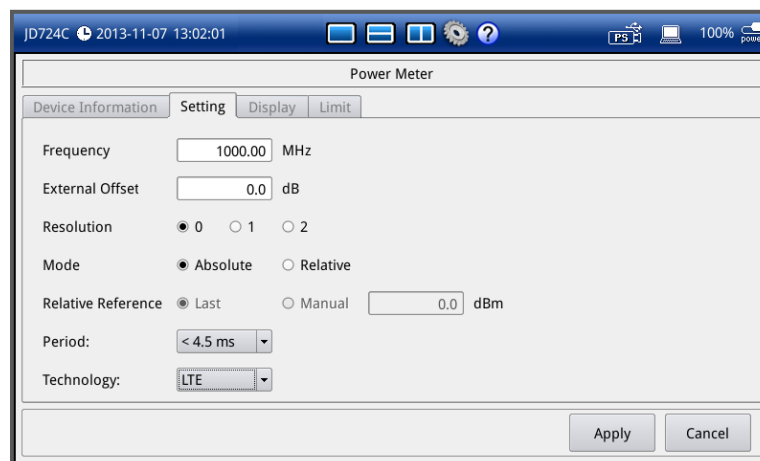 JD724C 2013-11-07 13:02:01 ? PS 100%
Power Meter
Device Information Setting Display Limit
Frequency 1000.00 MHz
External Offset 0.0 dB
Resolution 0 1 2
Mode Absolute Relative
Relative Reference Last Manual 0.0 dBm
Period: < 4.5 ms
Technology: LTE
Apply Cancel